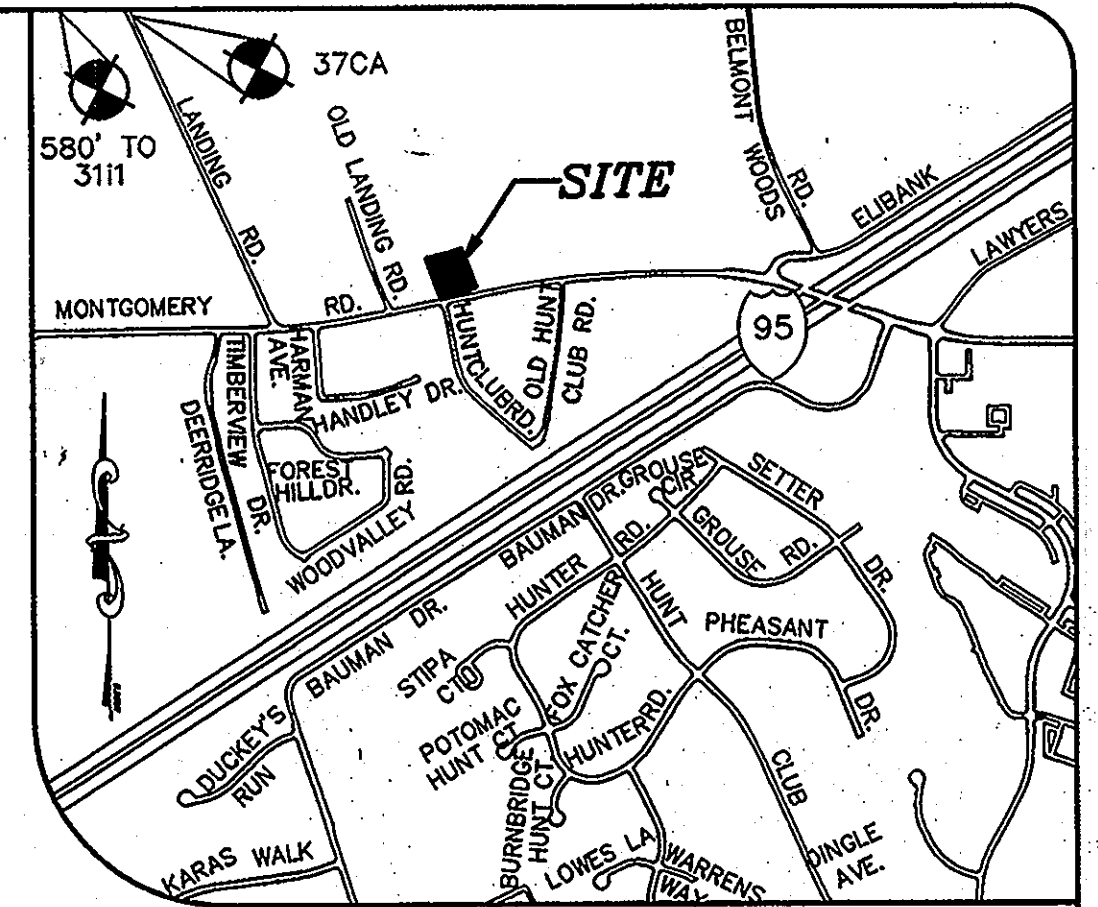 37CA
580' TO
31i1
LANDING
RD.
OLD LANDING RD.
SITE
BELMONT
WOODS
RD.
ELIBANK
LAWYERS
MONTGOMERY
RD.
95
TIMBERVIEW
DR.
HARMAN
AVE.
HANDLEY DR.
HUNTCLUBRD.
OLD HUNT
CLUB RD.
DEERRIDGE LA.
FOREST
HILLDR.
WOODVALLEY RD.
BAUMAN DR.
GROUSE
CIR.
SETTER
DR.
HUNTER
RD.
GROUSE
RD.
HUNT
CLUB
PHEASANT
DR.
BAUMAN DR.
STIPA
CT.
FOX CATCHER
CT.
POTOMAC
HUNT CT.
HUNTERRD.
DUCKEY'S
RUN
BURNBRIDGE
HUNT CT.
KARAS WALK
LOWES LA
WARRENS
WAY
DINGLE
AVE.